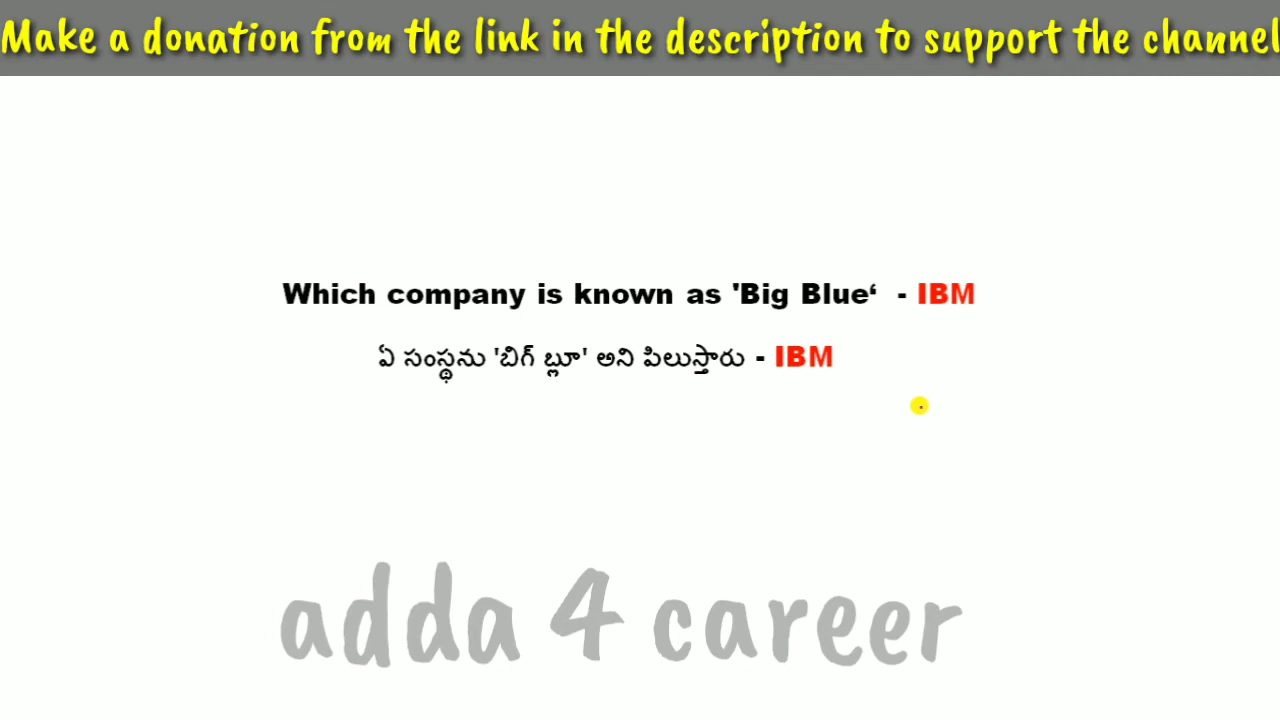 Make a donation from the link in the description to support the channel
Which company is known as 'Big Blue‘ - IBM
ఏ సంస్థను 'బిగ్ బ్లూ' అని పిలుస్తారు - IBM
adda 4 career